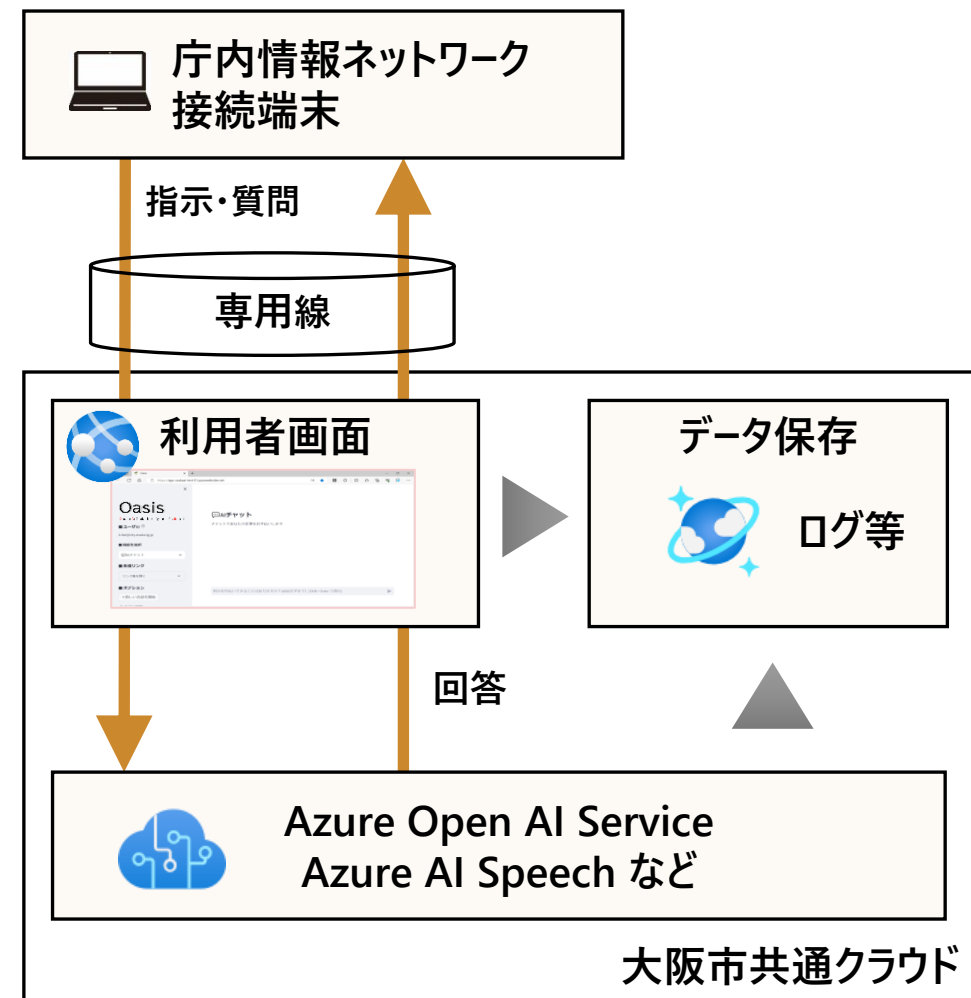 庁内情報ネットワーク
接続端末
指示・質問
専用線
利用者画面
Oasis
AIチャット
データ保存
ログ等
回答
Azure Open AI Service
Azure AI Speech など
大阪市共通クラウド